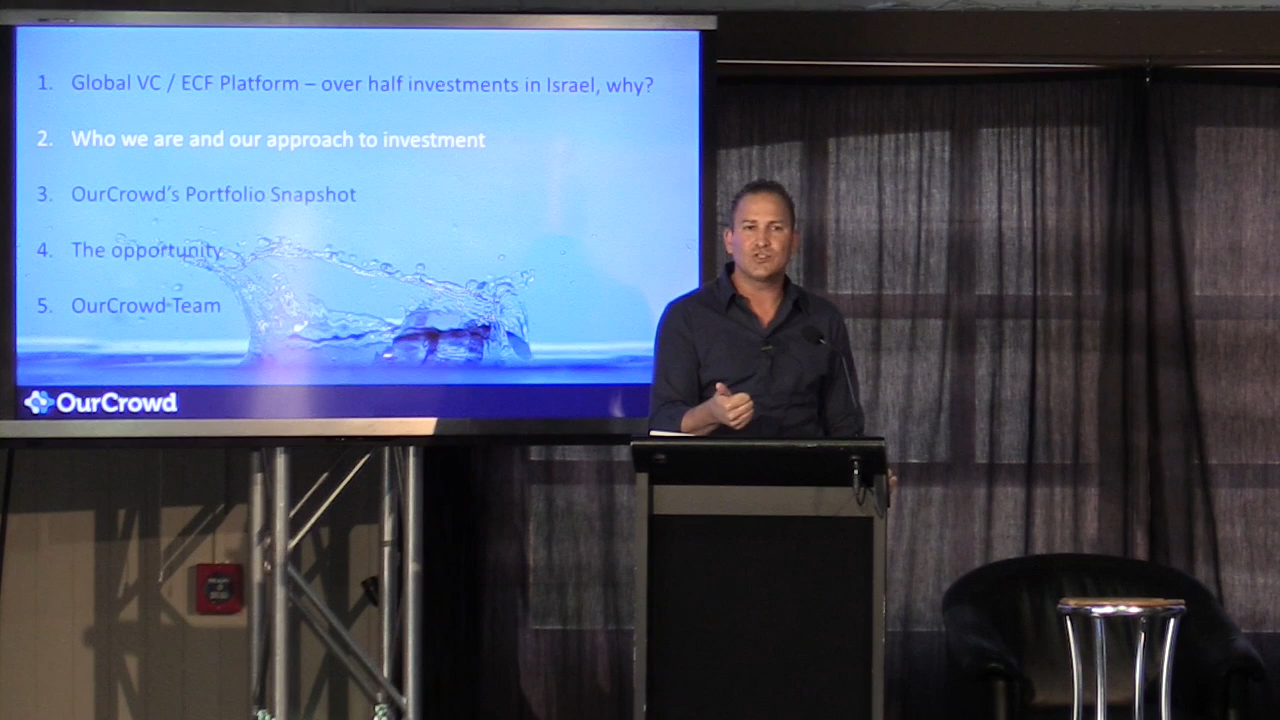 1. Global VC / ECF Platform – over half investments in Israel, why?
2. Who we are and our approach to investment
3. OurCrowd's Portfolio Snapshot
4. The opportunity
5. OurCrowd Team
OurCrowd